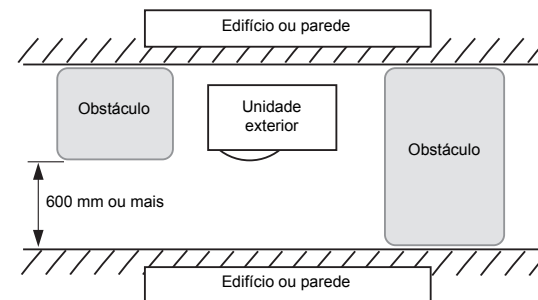 Edifício ou parede
Obstáculo
Unidade
exterior
Obstáculo
600 mm ou mais
Edifício ou parede